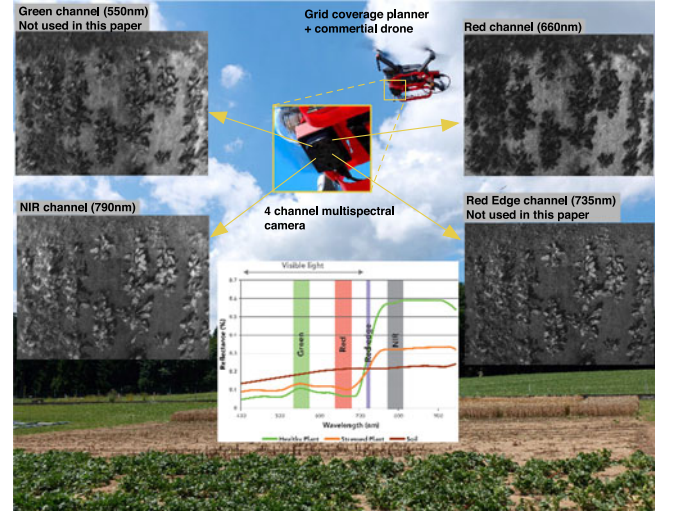 Green channel (550nm)
Not used in this paper
Grid coverage planner
+ commertial drone
Red channel (660nm)
NIR channel (790nm)
4 channel multispectral
camera
Red Edge channel (735nm)
Not used in this paper
Visible light
Reflectance (%)
Green
Red
Red edge
NIR
Wavelength (nm)
Healthy Plant
Stressed Plant
Soil